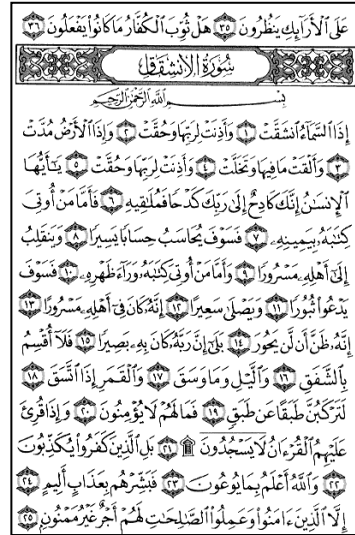 عَلَى ٱلْأَرَآئِكِ يَنظُرُونَ ٣٥ هَلْ ثُوِّبَ ٱلْكُفَّارُ مَا كَانُوا۟ يَفْعَلُونَ ٣٦
سُورَةُ الانْشِقَاقِ
بِسْمِ ٱللَّهِ ٱلرَّحْمَٰنِ ٱلرَّحِيمِ
إِذَا ٱلسَّمَآءُ ٱنشَقَّتْ ١ وَأَذِنَتْ لِرَبِّهَا وَحُقَّتْ ٢ وَإِذَا ٱلْأَرْضُ مُدَّتْ
٣ وَأَلْقَتْ مَا فِيهَا وَتَخَلَّتْ ٤ وَأَذِنَتْ لِرَبِّهَا وَحُقَّتْ ٥ يَٰٓأَيُّهَا
ٱلْإِنسَٰنُ إِنَّكَ كَادِحٌ إِلَىٰ رَبِّكَ كَدْحًا فَمُلَٰقِيهِ ٦ فَأَمَّا مَنْ أُوتِىَ
كِتَٰبَهُۥ بِيَمِينِهِۦ ٧ فَسَوْفَ يُحَاسَبُ حِسَابًا يَسِيرًا ٨ وَيَنقَلِبُ
إِلَىٰٓ أَهْلِهِۦ مَسْرُورًا ٩ وَأَمَّا مَنْ أُوتِىَ كِتَٰبَهُۥ وَرَآءَ ظَهْرِهِۦ ١٠ فَسَوْفَ
يَدْعُوا۟ ثُبُورًا ١١ وَيَصْلَىٰ سَعِيرًا ١٢ إِنَّهُۥ كَانَ فِىٓ أَهْلِهِۦ مَسْرُورًا ١٣
إِنَّهُۥ ظَنَّ أَن لَّن يَحُورَ ١٤ بَلَىٰٓ إِنَّ رَبَّهُۥ كَانَ بِهِۦ بَصِيرًا ١٥ فَلَآ أُقْسِمُ
بِٱلشَّفَقِ ١٦ وَٱلَّيْلِ وَمَا وَسَقَ ١٧ وَٱلْقَمَرِ إِذَا ٱتَّسَقَ ١٨
لَتَرْكَبُنَّ طَبَقًا عَن طَبَقٍ ١٩ فَمَا لَهُمْ لَا يُؤْمِنُونَ ٢٠ وَإِذَا قُرِئَ
عَلَيْهِمُ ٱلْقُرْءَانُ لَا يَسْجُدُونَ ۩ ٢١ بَلِ ٱلَّذِينَ كَفَرُوا۟ يُكَذِّبُونَ
٢٢ وَٱللَّهُ أَعْلَمُ بِمَا يُوعُونَ ٢٣ فَبَشِّرْهُم بِعَذَابٍ أَلِيمٍ ٢٤
إِلَّا ٱلَّذِينَ ءَامَنُوا۟ وَعَمِلُوا۟ ٱلصَّٰلِحَٰتِ لَهُمْ أَجْرٌ غَيْرُ مَمْنُونٍۭ ٢٥